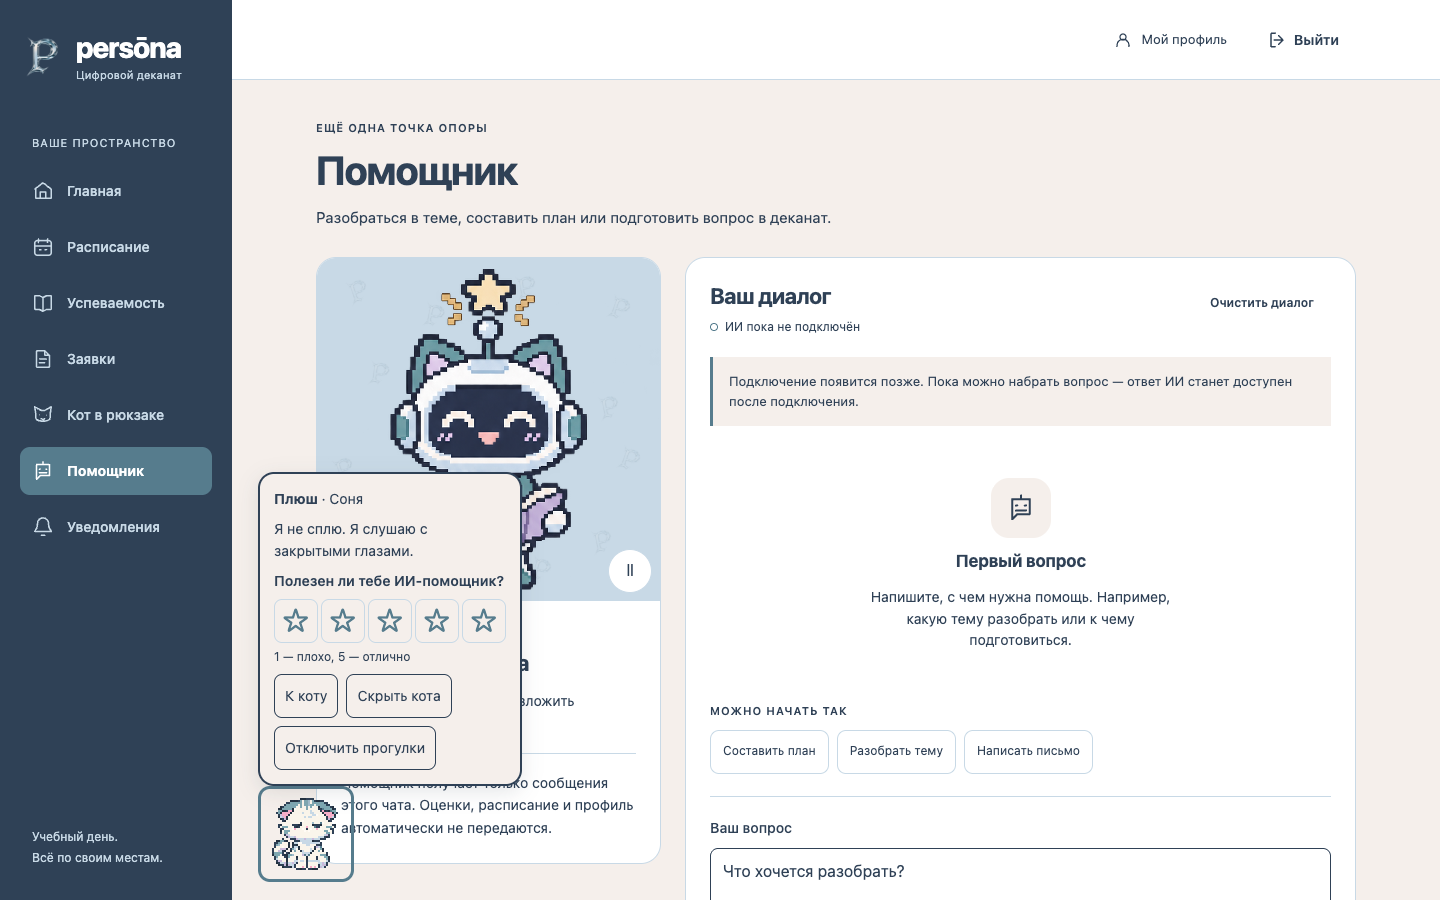 persōna
Цифровой деканат
ВАШЕ ПРОСТРАНСТВО
Главная
Расписание
Успеваемость
Заявки
Кот в рюкзаке
Помощник
Уведомления
Учебный день.
Всё по своим местам.
Мой профиль
Выйти
ЕЩЁ ОДНА ТОЧКА ОПОРЫ
Помощник
Разобраться в теме, составить план или подготовить вопрос в деканат.
Плюш · Соня
Я не сплю. Я слушаю с
закрытыми глазами.
Полезен ли тебе ИИ-помощник?
1 — плохо, 5 — отлично
К коту
Скрыть кота
Отключить прогулки
сообщения
этого чата. Оценки, расписание и профиль
автоматически не передаются.
Ваш диалог
Очистить диалог
ИИ пока не подключён
Подключение появится позже. Пока можно набрать вопрос — ответ ИИ станет доступен
после подключения.
Первый вопрос
Напишите, с чем нужна помощь. Например,
какую тему разобрать или к чему
подготовиться.
МОЖНО НАЧАТЬ ТАК
Составить план
Разобрать тему
Написать письмо
Ваш вопрос
Что хочется разобрать?